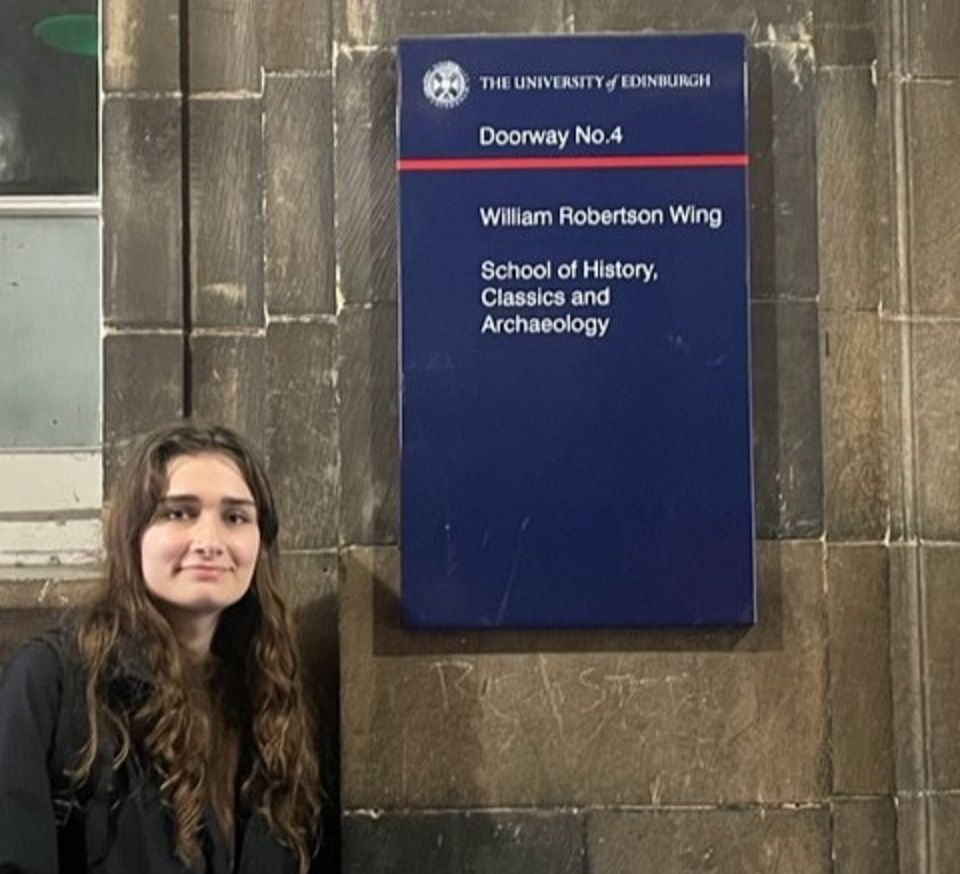 THE UNIVERSITY of EDINBURGH
Doorway No.4
William Robertson Wing
School of History,
Classics and
Archaeology